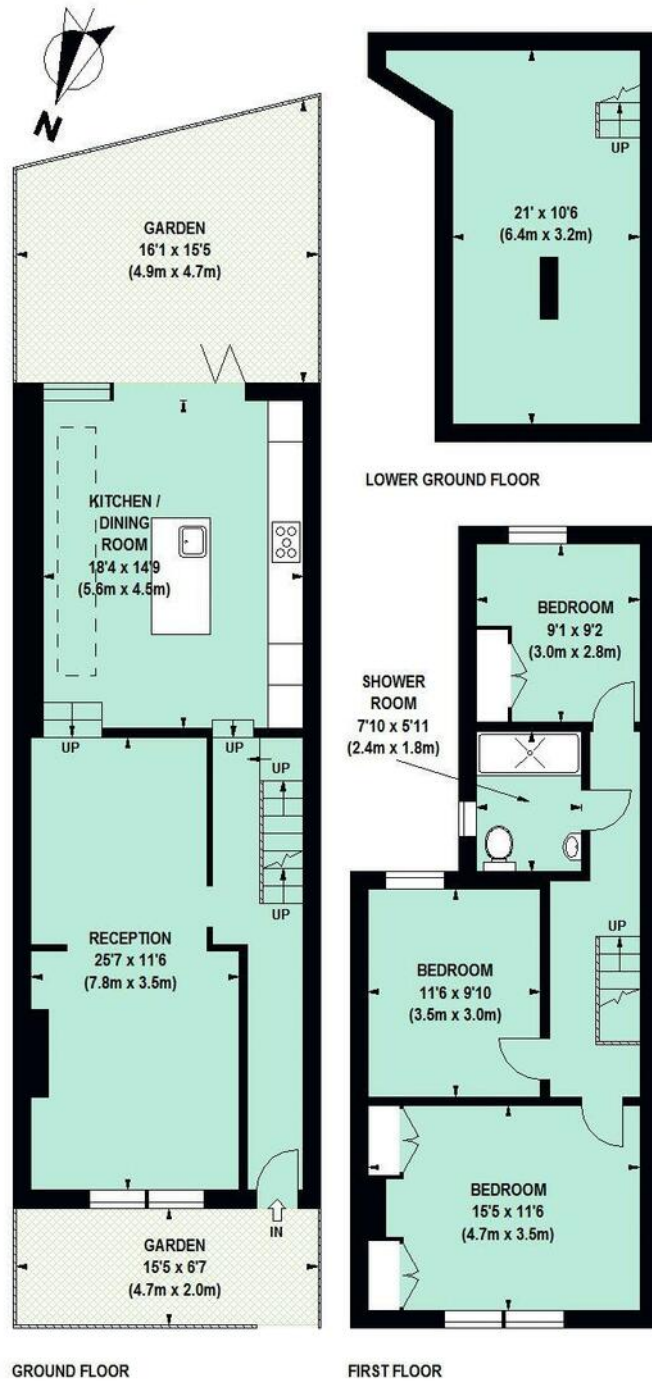 N
GARDEN
16'1 x 15'5
(4.9m x 4.7m)
KITCHEN /
DINING
ROOM
18'4 x 14'9
(5.6m x 4.5m)
UP
UP
UP
UP
RECEPTION
25'7 x 11'6
(7.8m x 3.5m)
IN
GARDEN
15'5 x 6'7
(4.7m x 2.0m)
GROUND FLOOR
UP
21' x 10'6
(6.4m x 3.2m)
LOWER GROUND FLOOR
BEDROOM
9'1 x 9'2
(3.0m x 2.8m)
SHOWER
ROOM
7'10 x 5'11
(2.4m x 1.8m)
UP
BEDROOM
11'6 x 9'10
(3.5m x 3.0m)
BEDROOM
15'5 x 11'6
(4.7m x 3.5m)
FIRST FLOOR